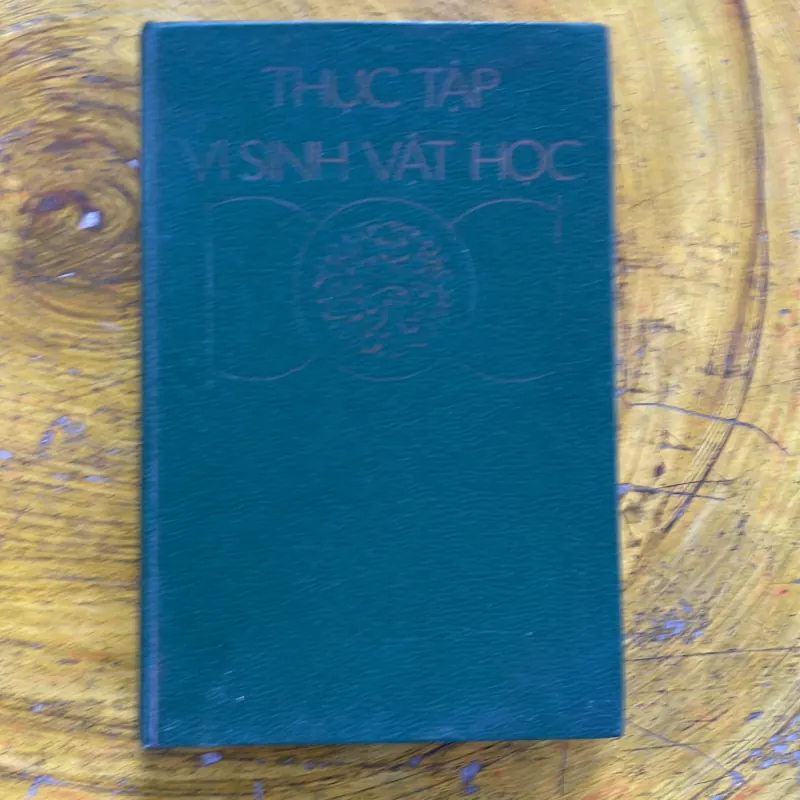 THỰC TẬP
VI SINH VẬT HỌC